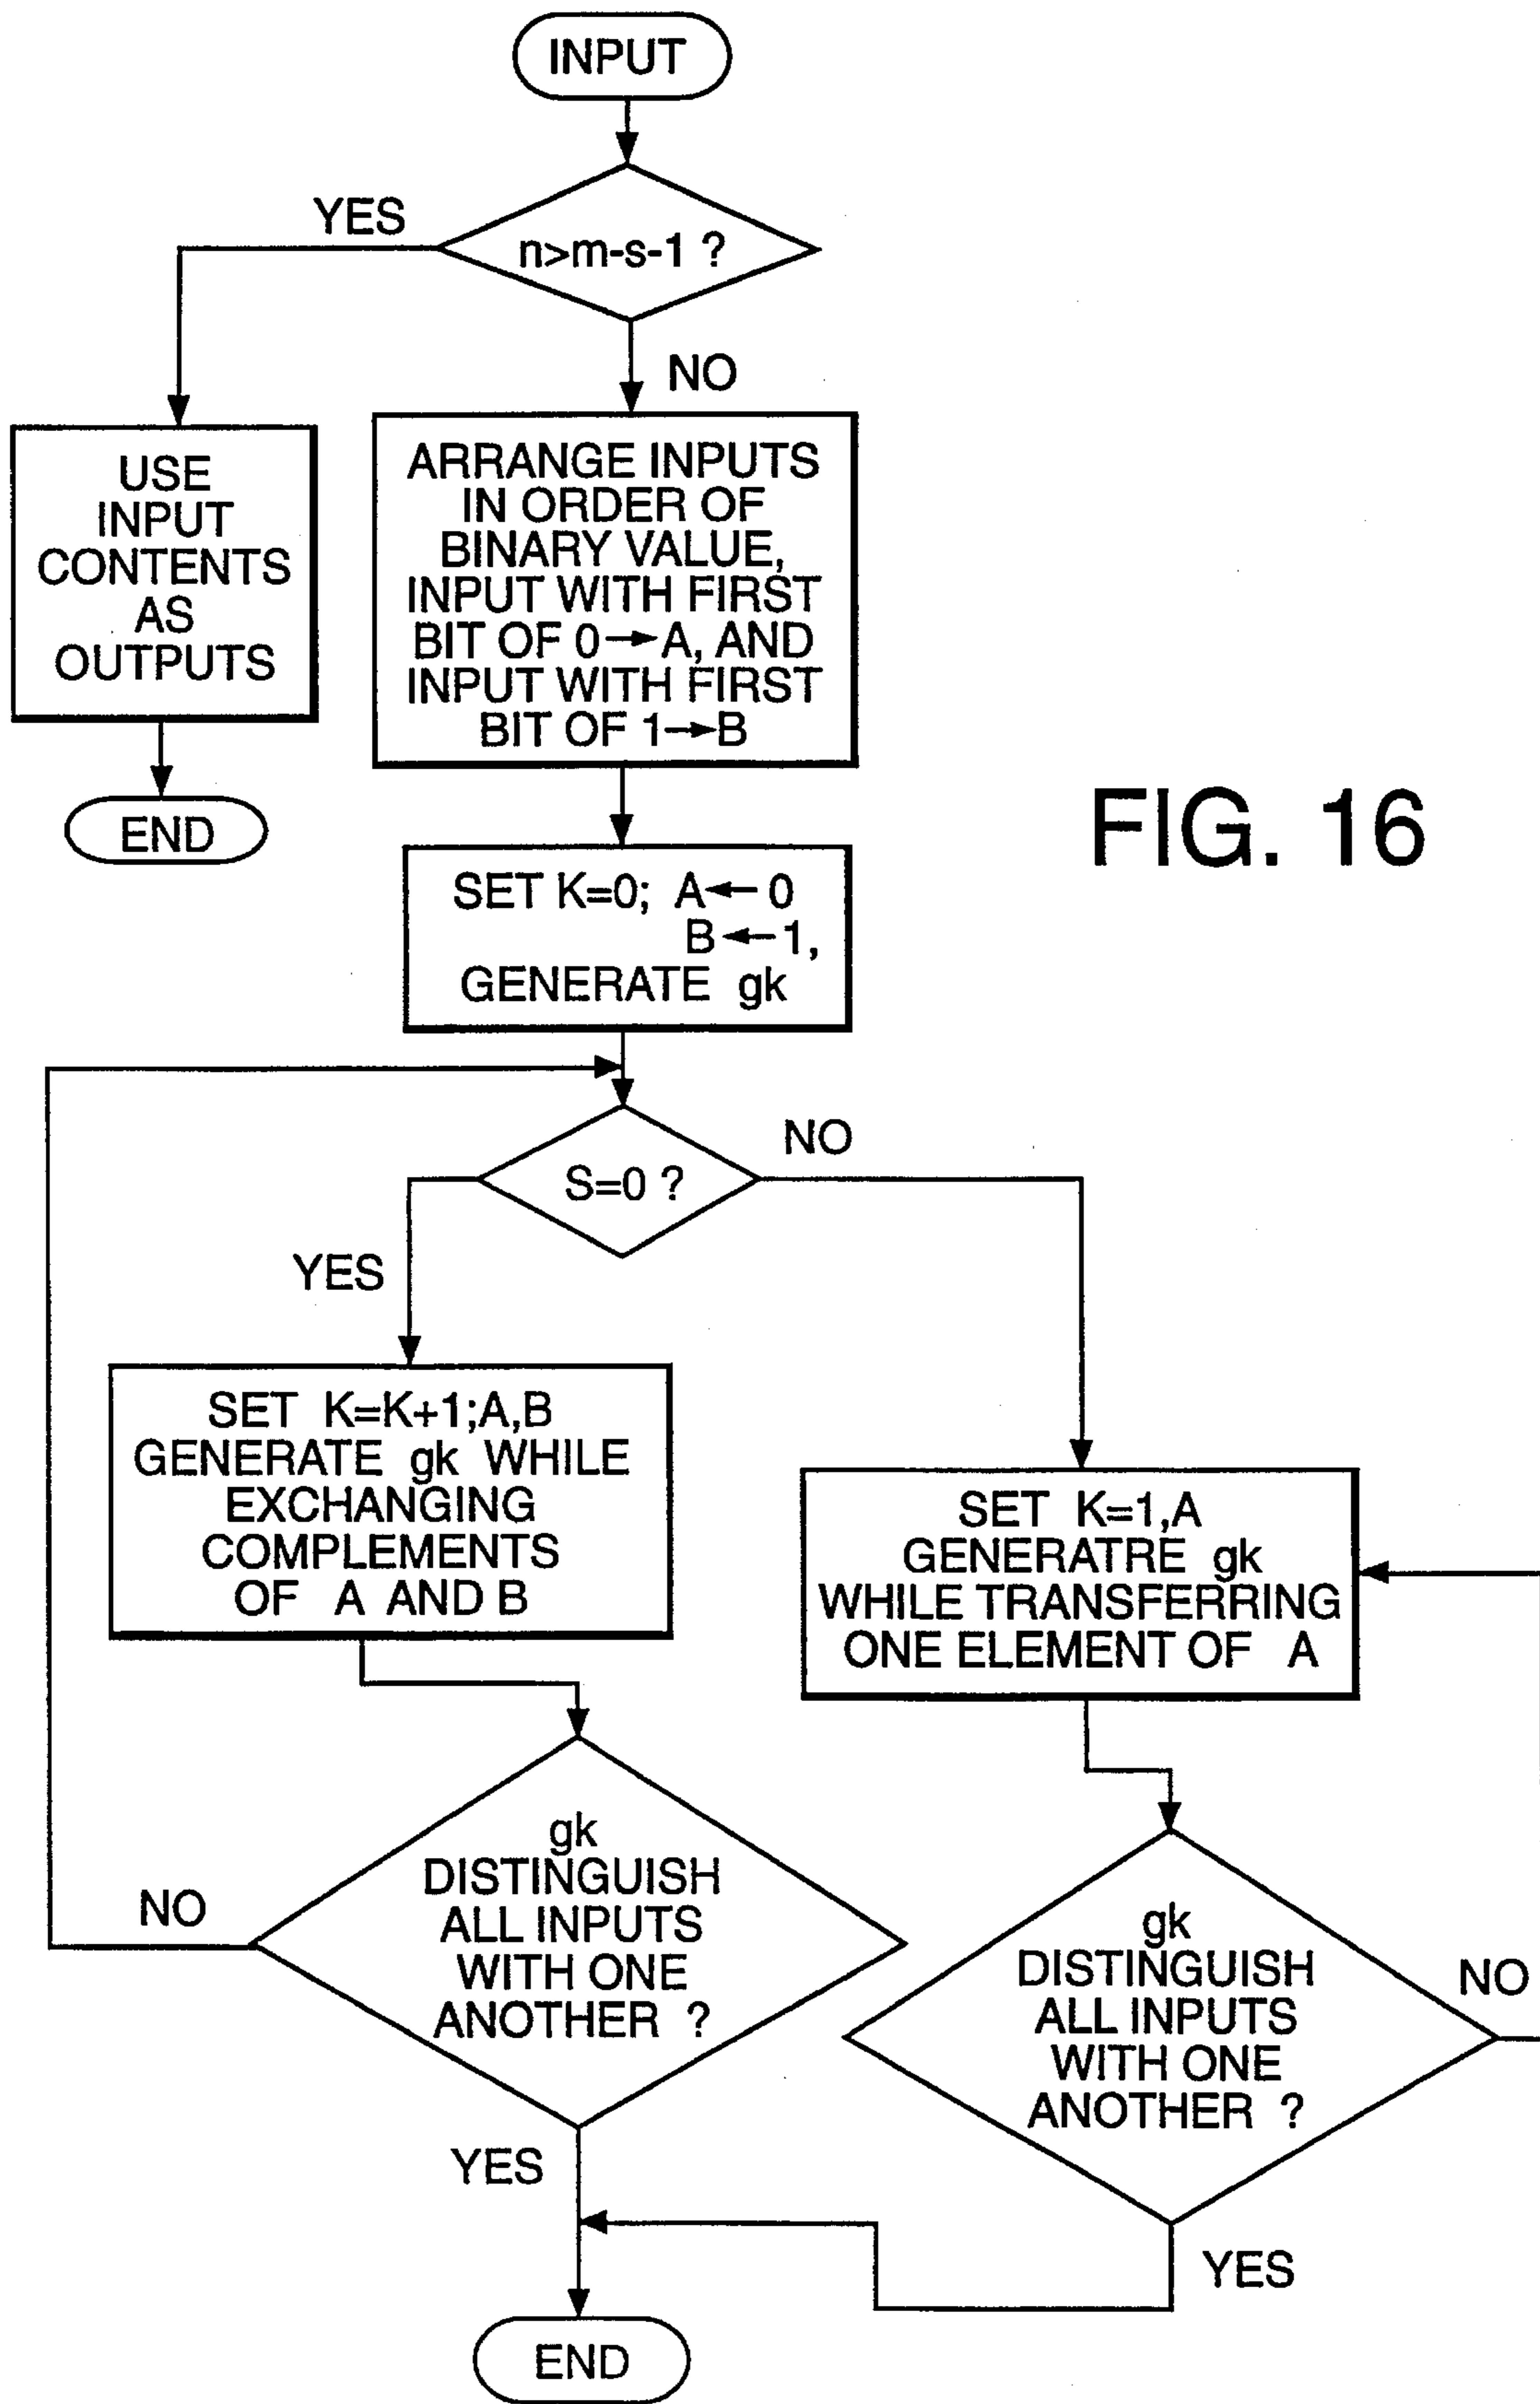 INPUT
n>m-s-1 ?
YES
NO
USE
INPUT
CONTENTS
AS
OUTPUTS
END
ARRANGE INPUTS
IN ORDER OF
BINARY VALUE,
INPUT WITH FIRST
BIT OF 0→A, AND
INPUT WITH FIRST
BIT OF 1→B
FIG. 16
SET K=0; A←0
B←1,
GENERATE gk
S=0 ?
NO
YES
SET K=K+1;A,B
GENERATE gk WHILE
EXCHANGING
COMPLEMENTS
OF A AND B
SET K=1,A
GENERATRE gk
WHILE TRANSFERRING
ONE ELEMENT OF A
gk
DISTINGUISH
ALL INPUTS
WITH ONE
ANOTHER ?
NO
YES
gk
DISTINGUISH
ALL INPUTS
WITH ONE
ANOTHER ?
NO
YES
END